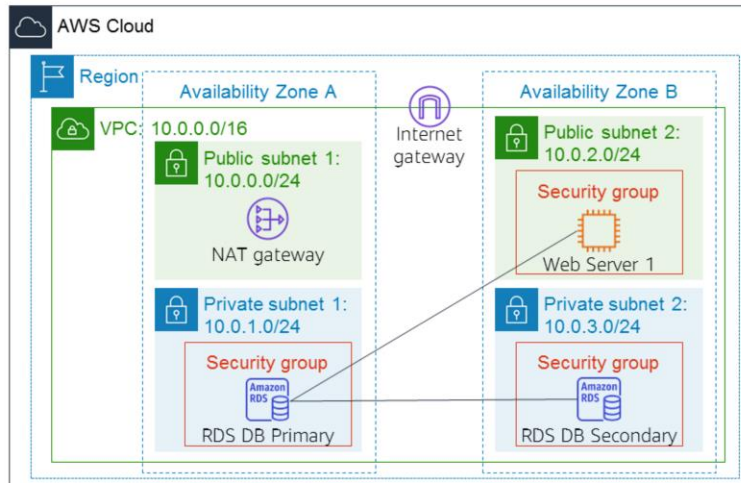 AWS Cloud
Region
Availability Zone A
Availability Zone B
VPC: 10.0.0.0/16
Internet
gateway
Public subnet 1:
10.0.0.0/24
NAT gateway
Public subnet 2:
10.0.2.0/24
Security group
Web Server 1
Private subnet 1:
10.0.1.0/24
Security group
Amazon
RDS
RDS DB Primary
Private subnet 2:
10.0.3.0/24
Security group
Amazon
RDS
RDS DB Secondary